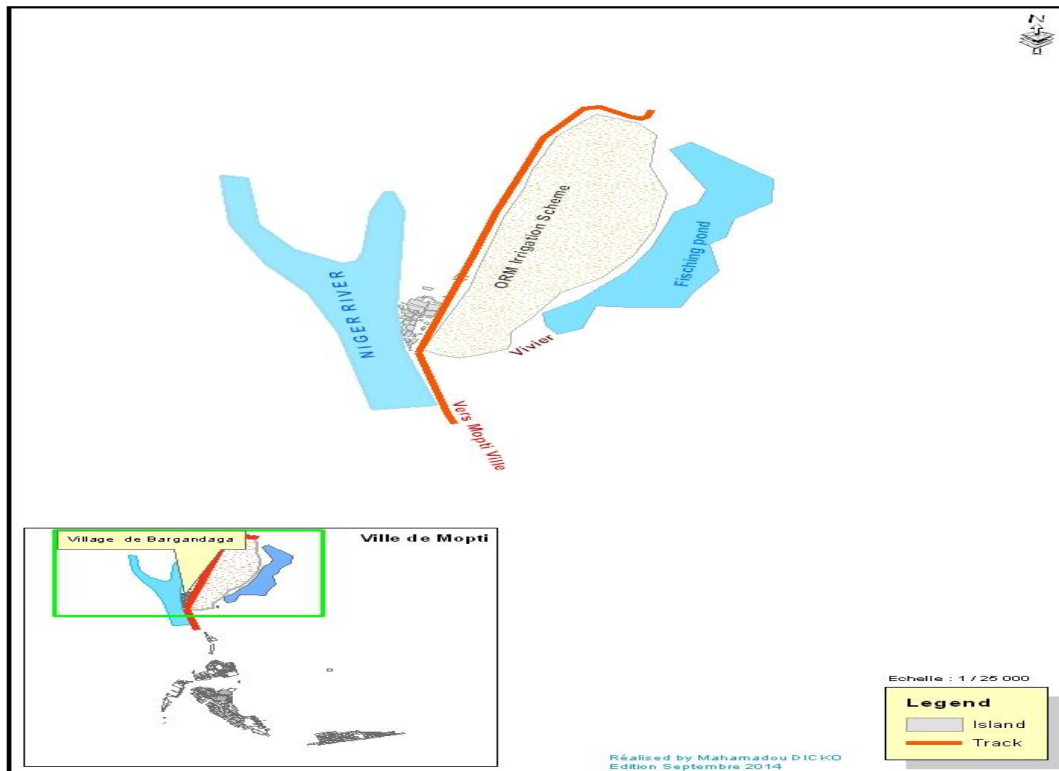 N
ORM Irrigation Scheme
Fisching pond
NIGER RIVER
Vivier
Vers Mopti Ville
Village de Bargandaga
Ville de Mopti
Echelle : 1 / 25 000
Legend
Island
Track
Réalised by Mahamadou DICKO
Edition Septembre 2014